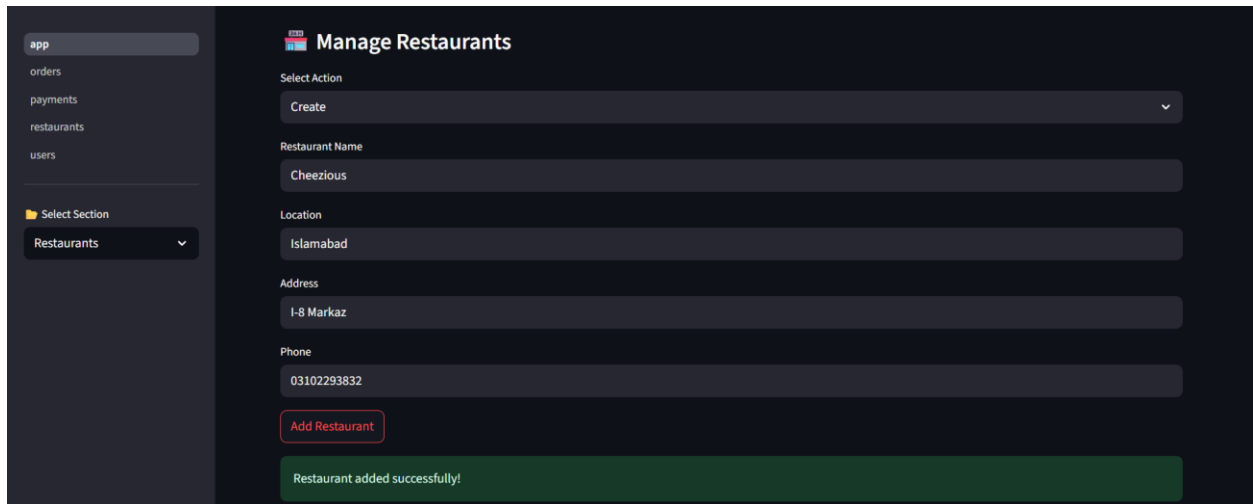 app
orders
payments
restaurants
users
Select Section
Restaurants
Manage Restaurants
Select Action
Create
Restaurant Name
Cheezious
Location
Islamabad
Address
I-8 Markaz
Phone
03102293832
Add Restaurant
Restaurant added successfully!